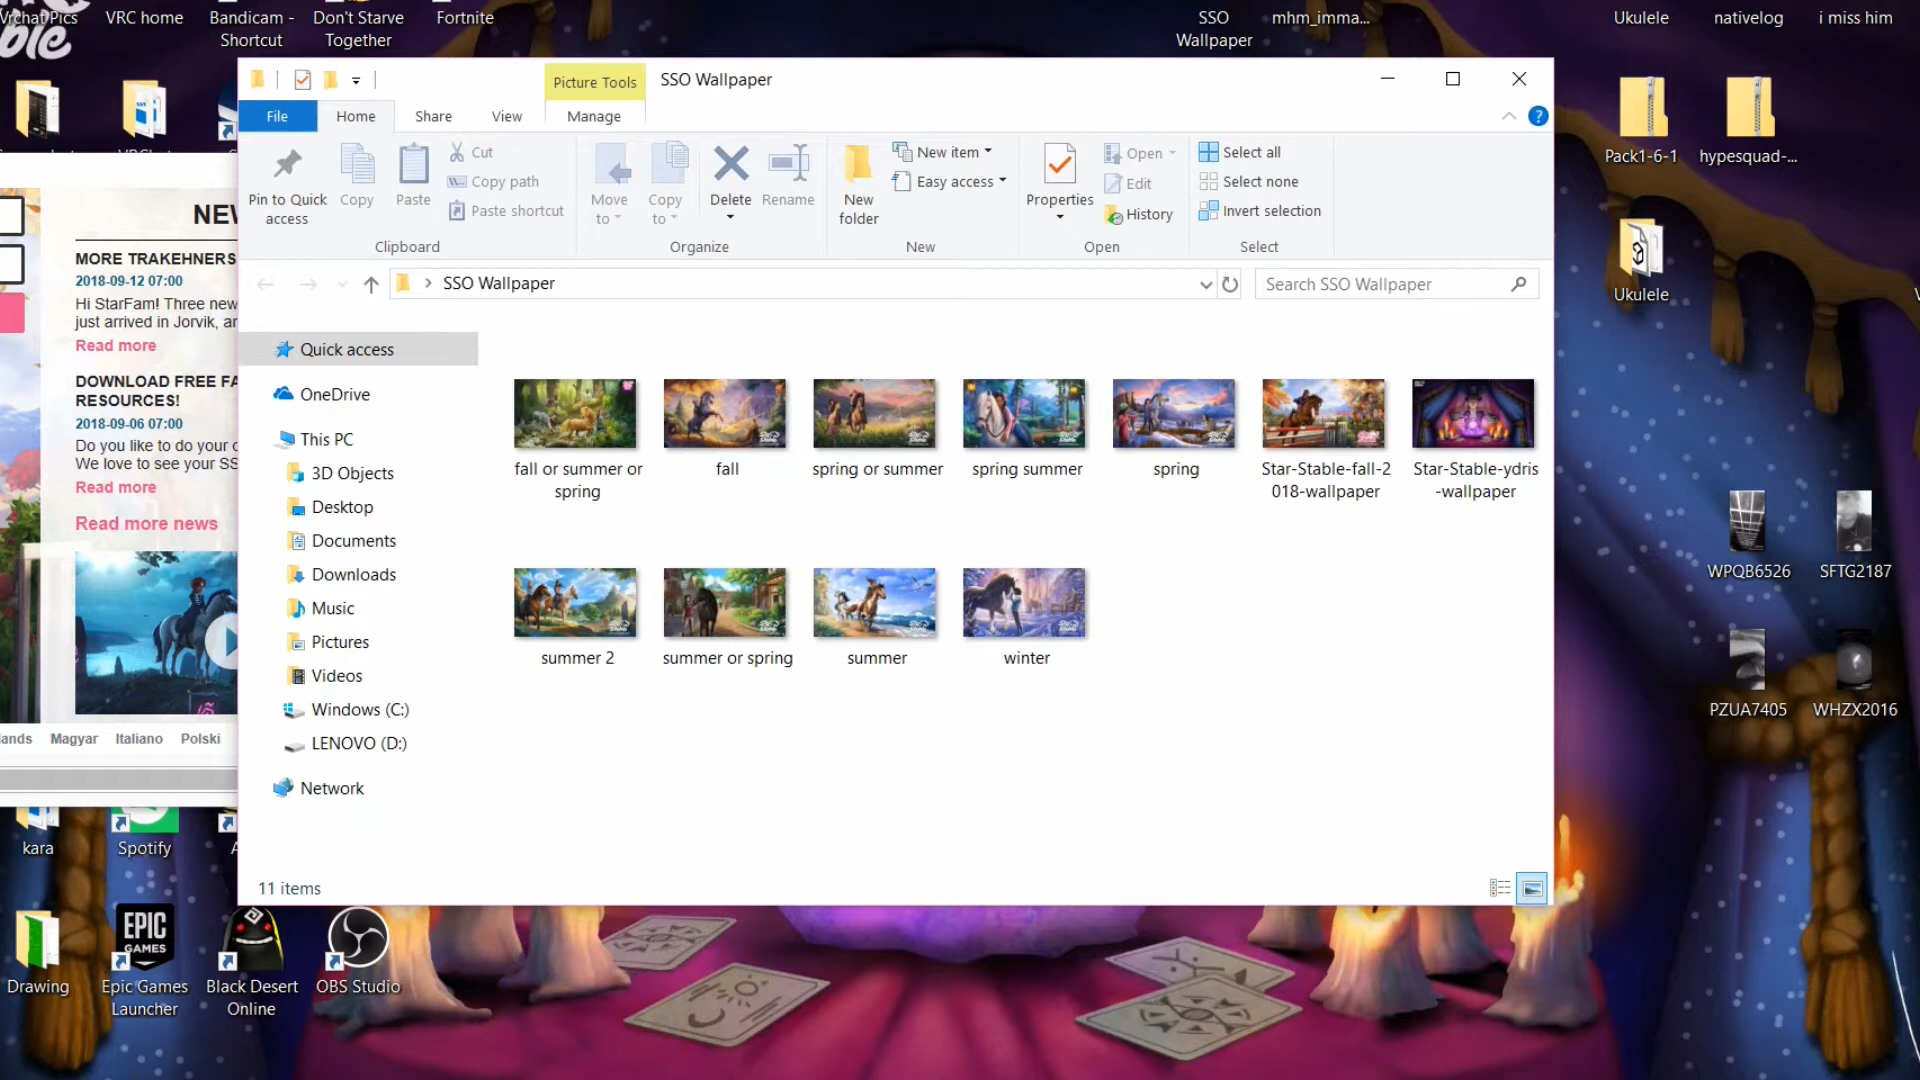 Vrchat Pics
VRC home
Bandicam -
Shortcut
Don't Starve
Together
Fortnite
SSO
Wallpaper
mhm_imma...
Ukulele
nativelog
i miss him
Picture Tools
SSO Wallpaper
File
Home
Share
View
Manage
Pin to Quick
access
Copy
Paste
Cut
Copy path
Paste shortcut
Clipboard
Move
to
Copy
to
Delete
Rename
Organize
New
folder
New item
Easy access
New
Properties
Open
Edit
History
Open
Select all
Select none
Invert selection
Select
SSO Wallpaper
Search SSO Wallpaper
Quick access
OneDrive
This PC
3D Objects
Desktop
Documents
Downloads
Music
Pictures
Videos
Windows (C:)
LENOVO (D:)
Network
fall or summer or
spring
fall
spring or summer
spring summer
spring
Star-Stable-fall-2
018-wallpaper
Star-Stable-ydris
-wallpaper
summer 2
summer or spring
summer
winter
11 items
MORE TRAKEHNERS
2018-09-12 07:00
Hi StarFam! Three new
just arrived in Jorvik,
Read more
DOWNLOAD FREE
RESOURCES!
2018-09-06 07:00
Do you like to do your
We love to see your
Read more
Read more news
Magyar
Italiano
Polski
Pack1-6-1
hypesquad-...
Ukulele
WPQB6526
SFTG2187
PZUA7405
WHZX2016
kara
Spotify
Drawing
EPIC
GAMES
Epic Games
Launcher
Black Desert
Online
OBS Studio